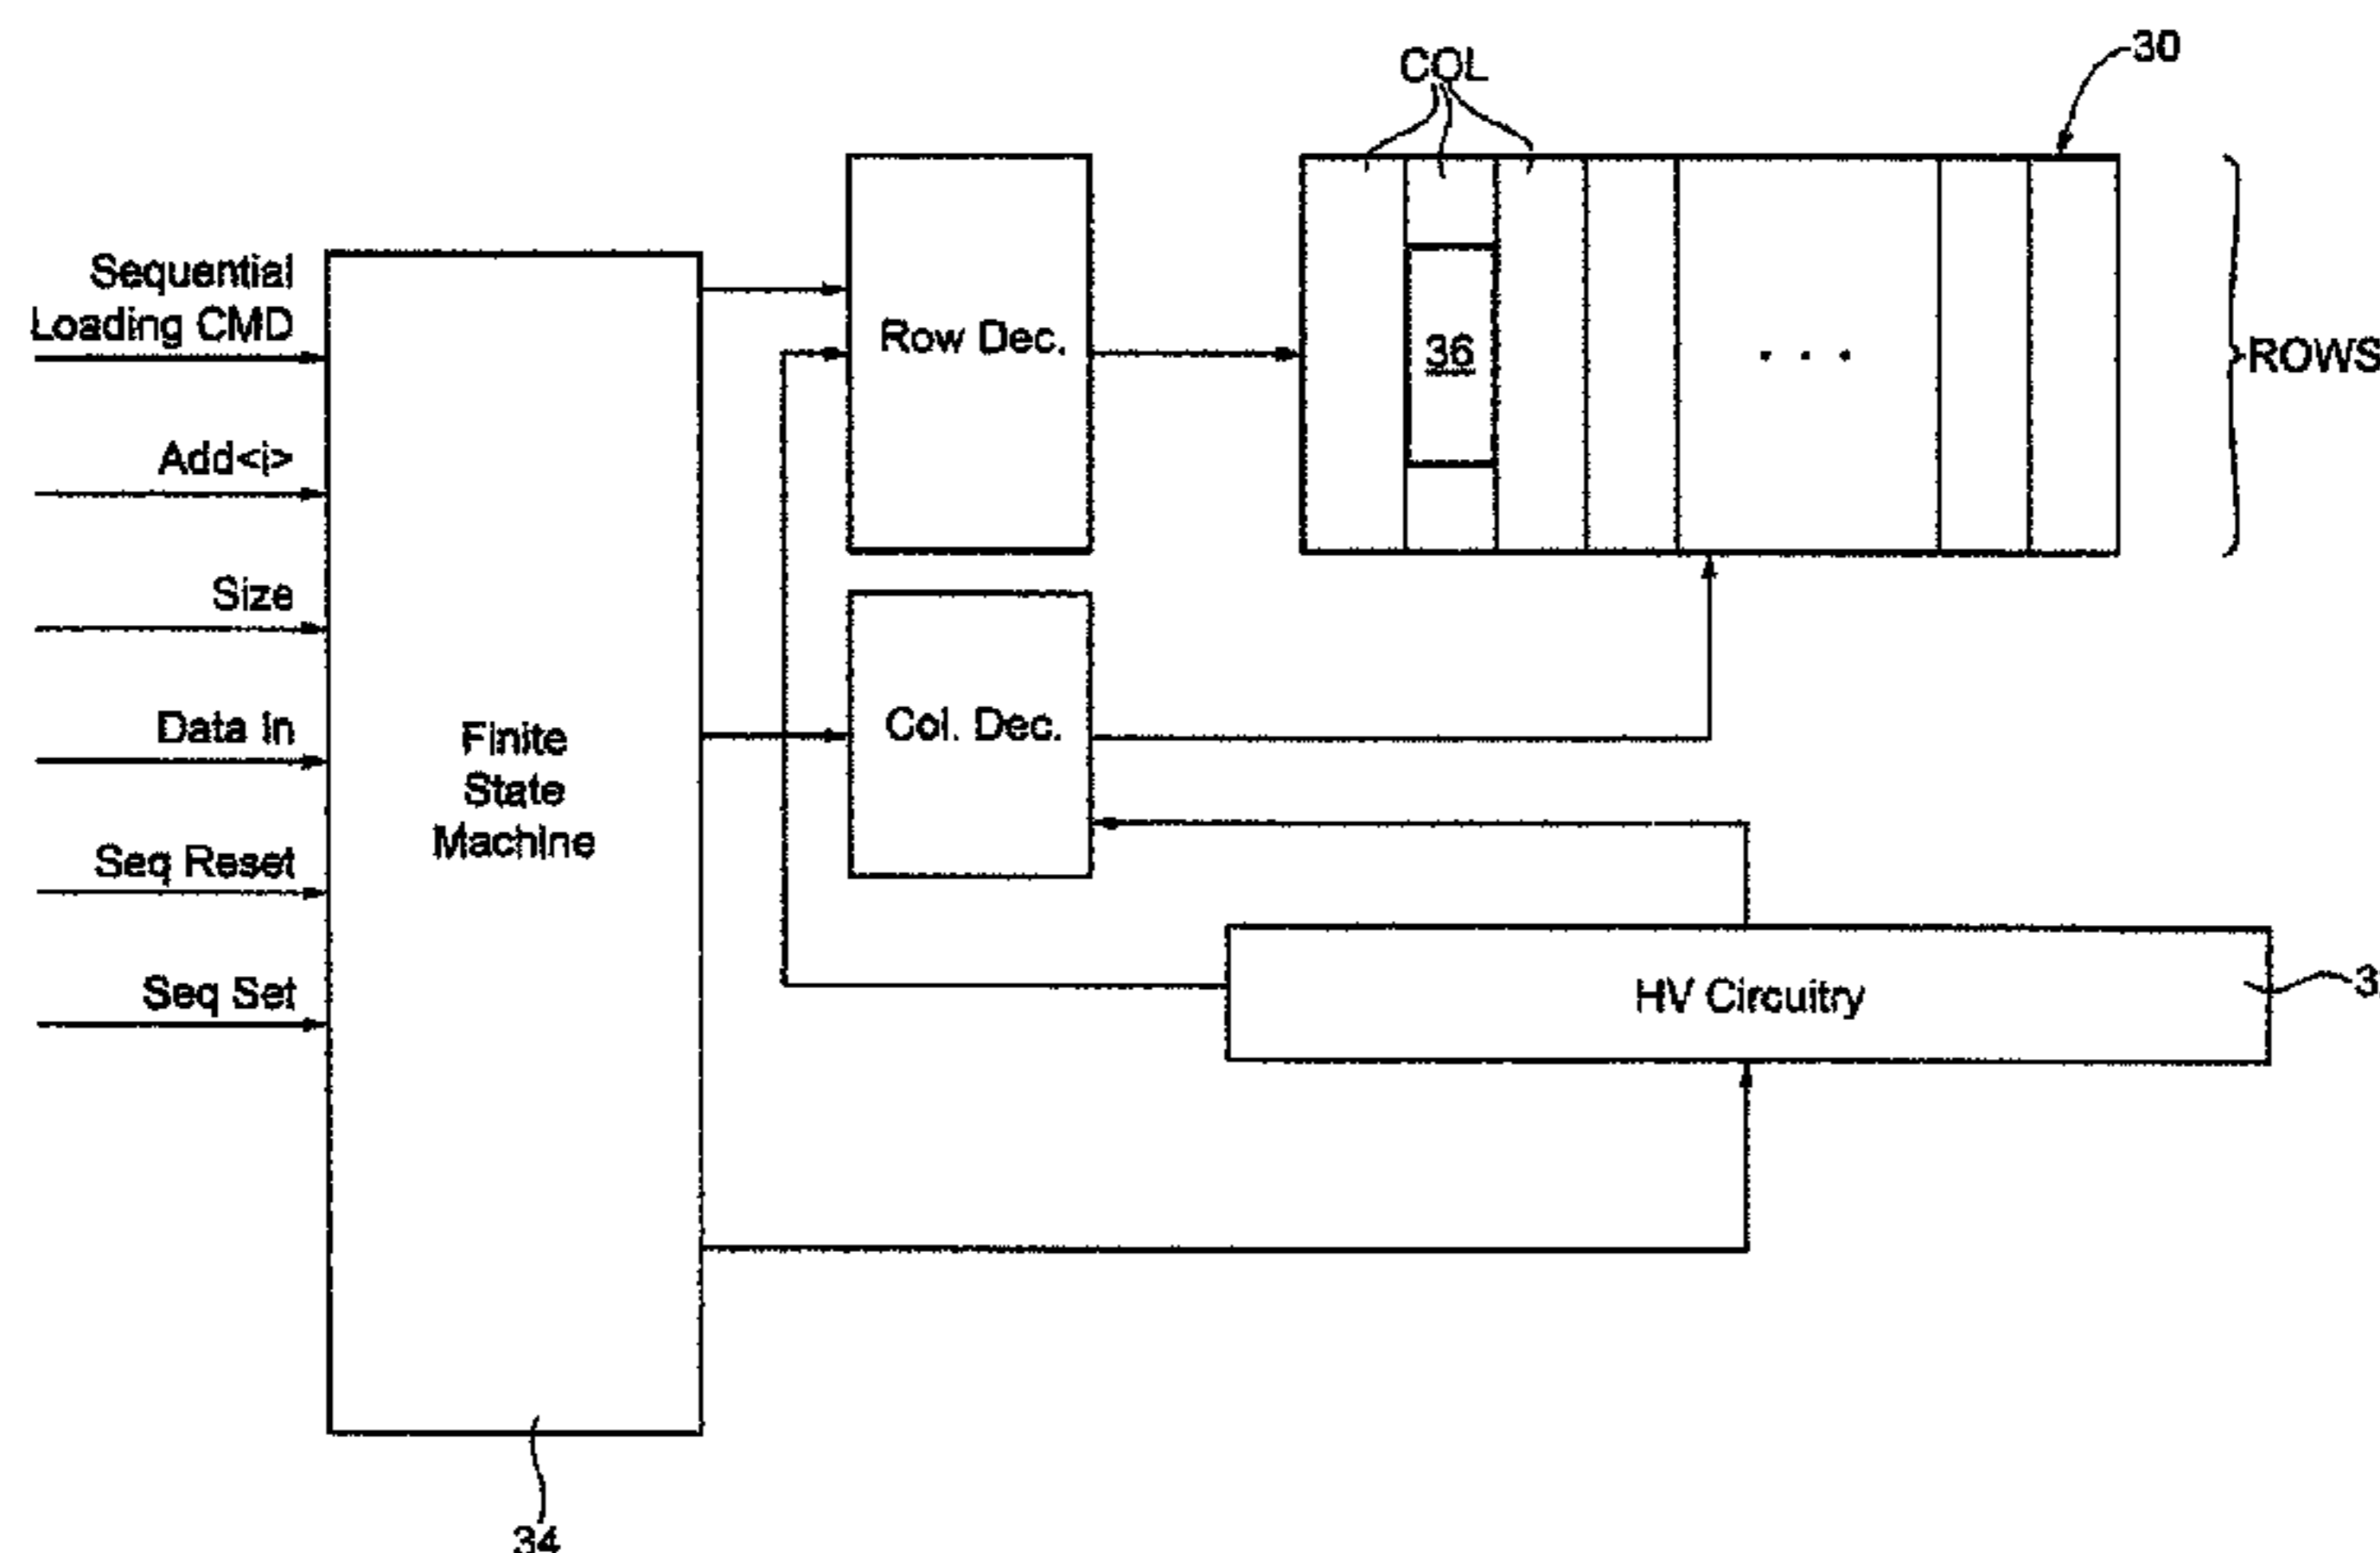 COL
30
Sequential
Loading CMD
Row Dec.
36
. . .
ROWS
Add<i>
Size
Data In
Finite
State
Machine
Col. Dec.
Seq Reset
Seq Set
HV Circuitry
34